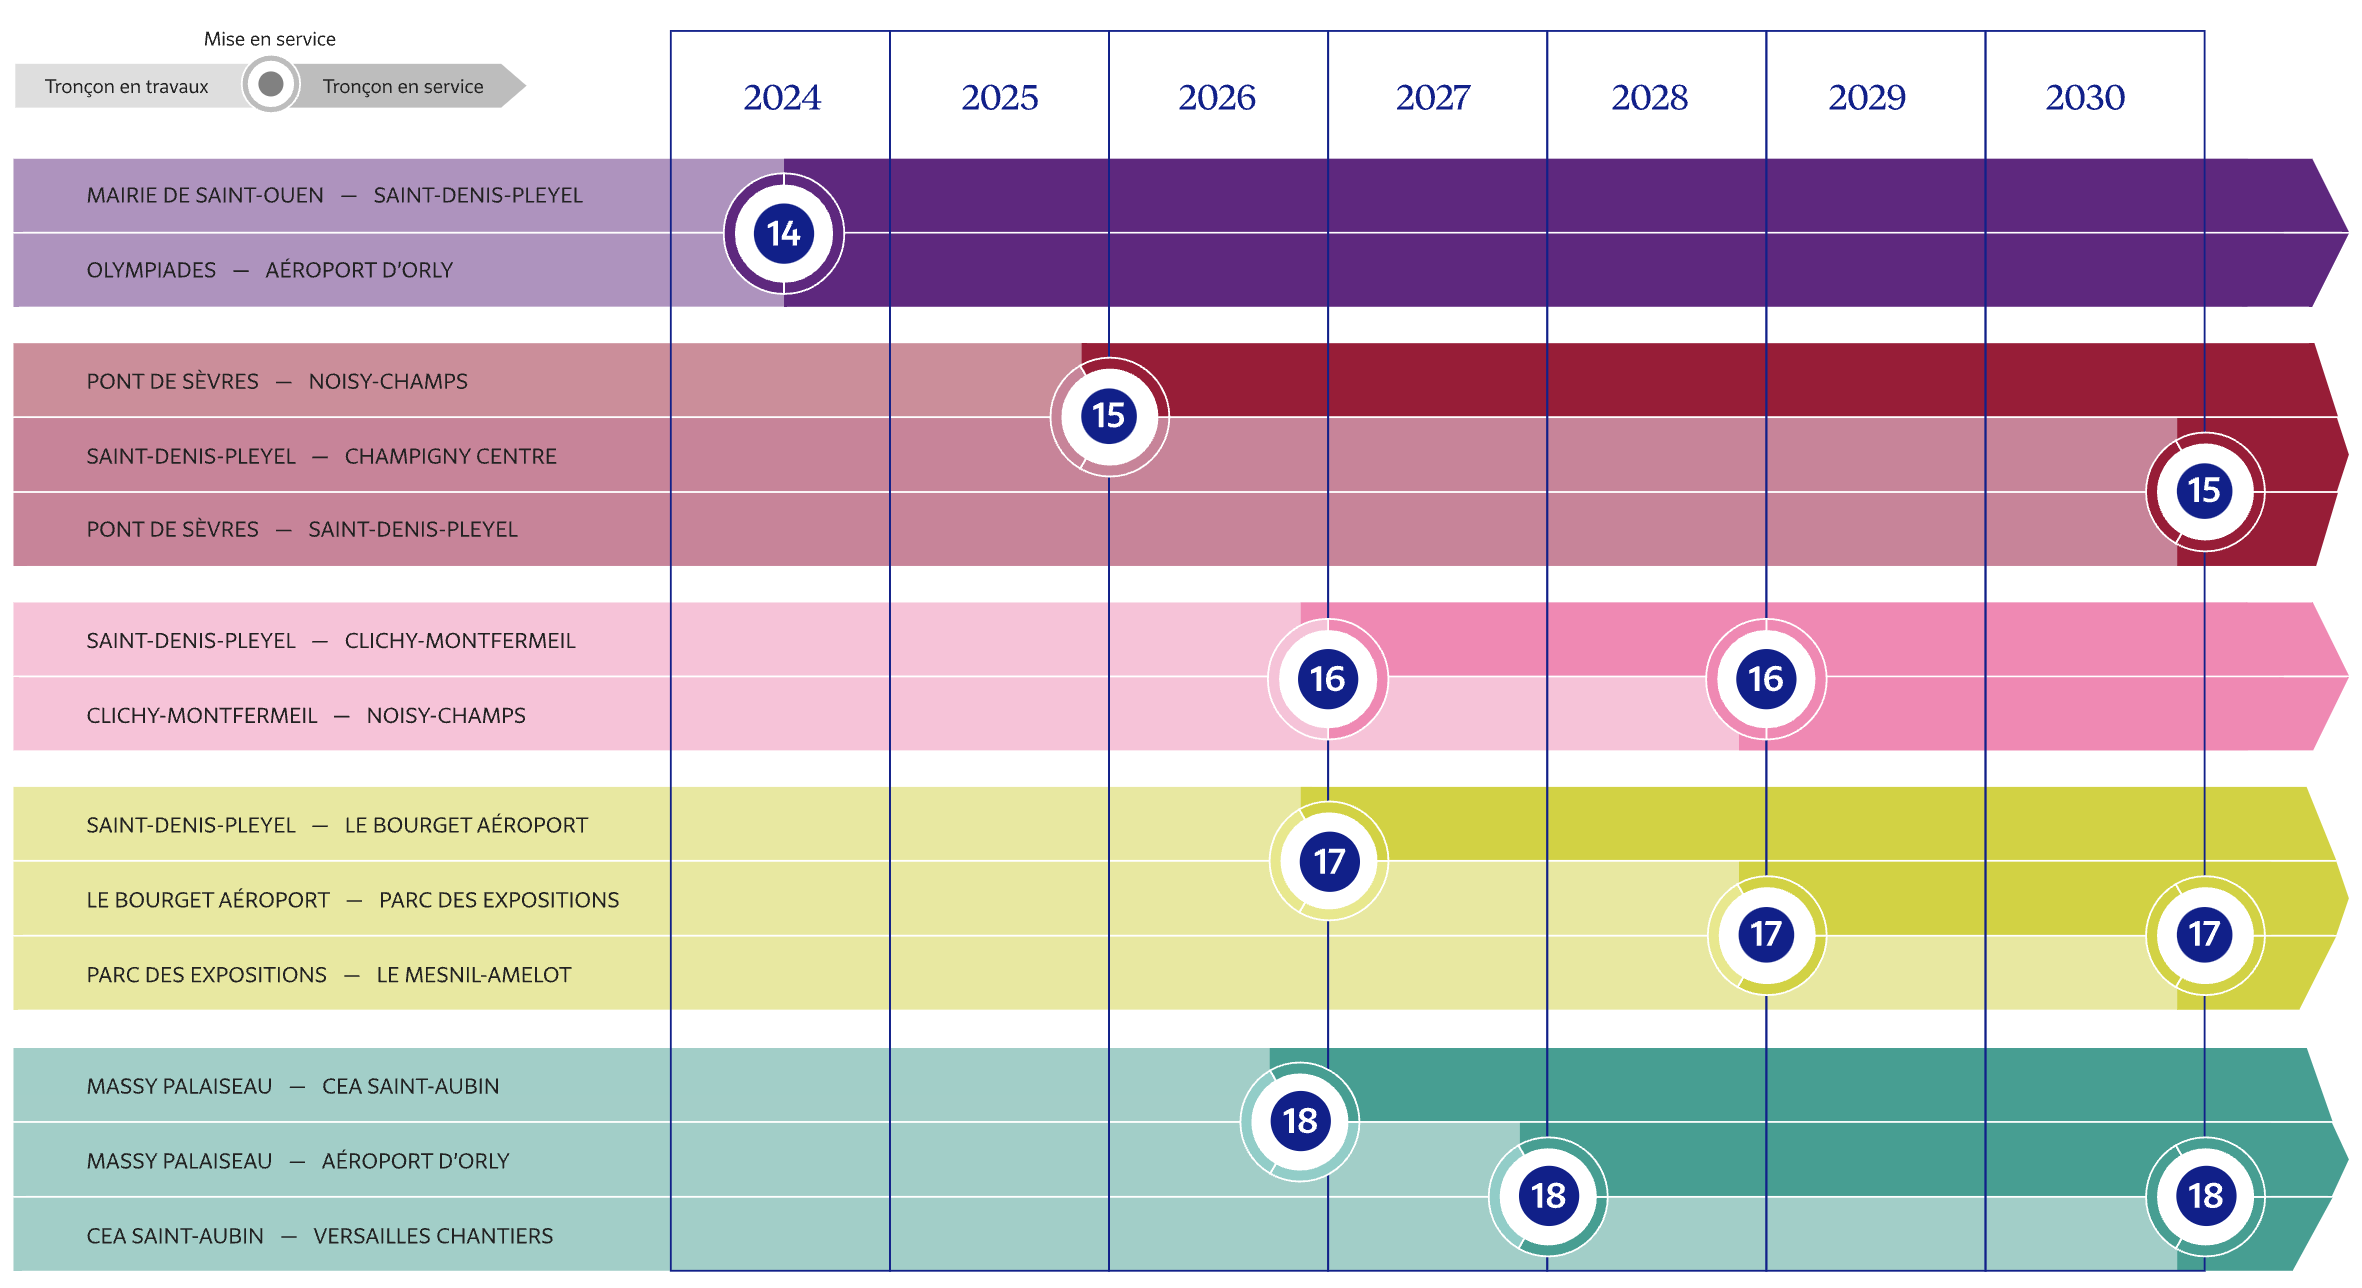 Mise en service
Tronçon en travaux
Tronçon en service
2024 2025 2026 2027 2028 2029 2030
MAIRIE DE SAINT-OUEN — SAINT-DENIS-PLEYEL
14
OLYMPIADES — AÉROPORT D'ORLY
PONT DE SÈVRES — NOISY-CHAMPS
15
SAINT-DENIS-PLEYEL — CHAMPIGNY CENTRE
15
PONT DE SÈVRES — SAINT-DENIS-PLEYEL
SAINT-DENIS-PLEYEL — CLICHY-MONTFERMEIL
16 16
CLICHY-MONTFERMEIL — NOISY-CHAMPS
SAINT-DENIS-PLEYEL — LE BOURGET AÉROPORT
17
LE BOURGET AÉROPORT — PARC DES EXPOSITIONS
17 17
PARC DES EXPOSITIONS — LE MESNIL-AMELOT
MASSY PALAISEAU — CEA SAINT-AUBIN
18
MASSY PALAISEAU — AÉROPORT D'ORLY
18 18
CEA SAINT-AUBIN — VERSAILLES CHANTIERS